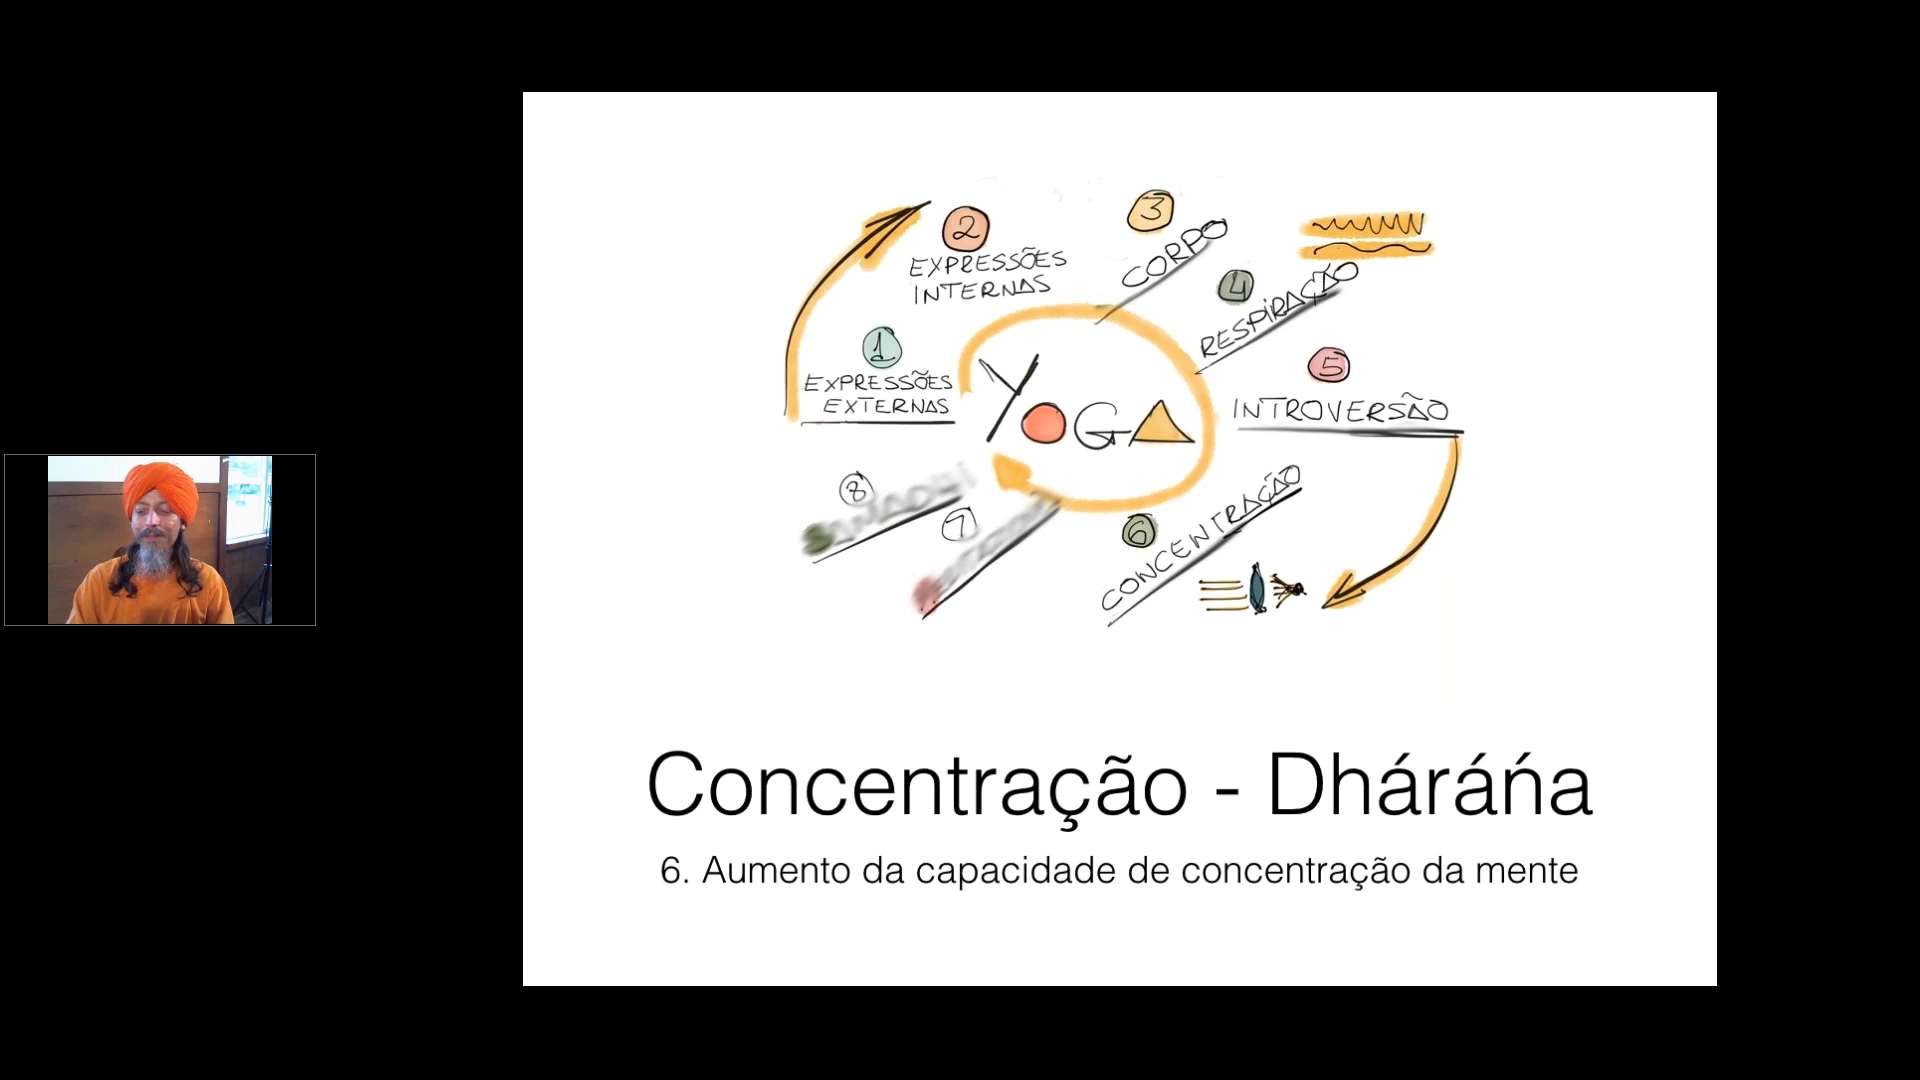 2
EXPRESSÕES
INTERNAS
3
CORPO
4
RESPIRAÇÃO
1
EXPRESSÕES
EXTERNAS
YOGA
5
INTROVERSÃO
8
7
6
CONCENTRAÇÃO
Concentração - Dháráńa
6. Aumento da capacidade de concentração da mente